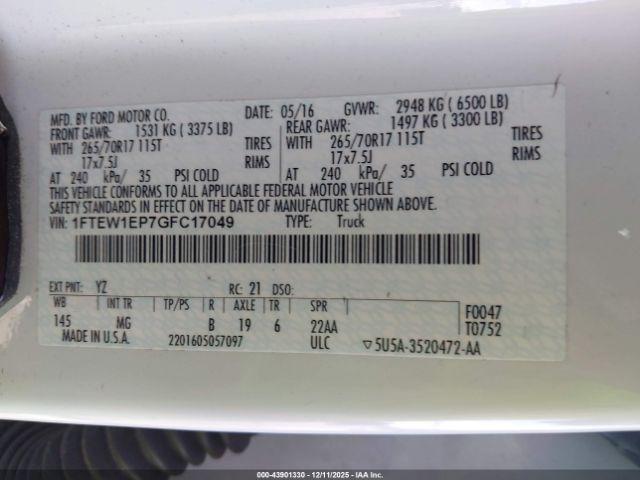 MFD. BY FORD MOTOR CO. DATE: 05/16 GVWR: 2948 KG ( 6500 LB)
FRONT GAWR: 1531 KG ( 3375 LB) REAR GAWR: 1497 KG ( 3300 LB)
WITH 265/70R17 115T TIRES WITH 265/70R17 115T TIRES
17x7.5J RIMS 17x7.5J RIMS
AT 240 kPa/ 35 PSI COLD AT 240 kPa/ 35 PSI COLD
THIS VEHICLE CONFORMS TO ALL APPLICABLE FEDERAL MOTOR VEHICLE
SAFETY STANDARDS IN EFFECT ON THE DATE OF MANUFACTURE SHOWN ABOVE.
VIN: 1FTEW1EP7GFC17049 TYPE: Truck
EXT PNT: YZ RC: 21 DSO:
WB INT TR TP/PS R AXLE TR SPR F0047
145 MG B 19 6 22AA T0752
MADE IN U.S.A. 2201605057097 ULC ▽5U5A-3520472-AA
000-43901330 - 12/11/2025 - IAA, Inc.